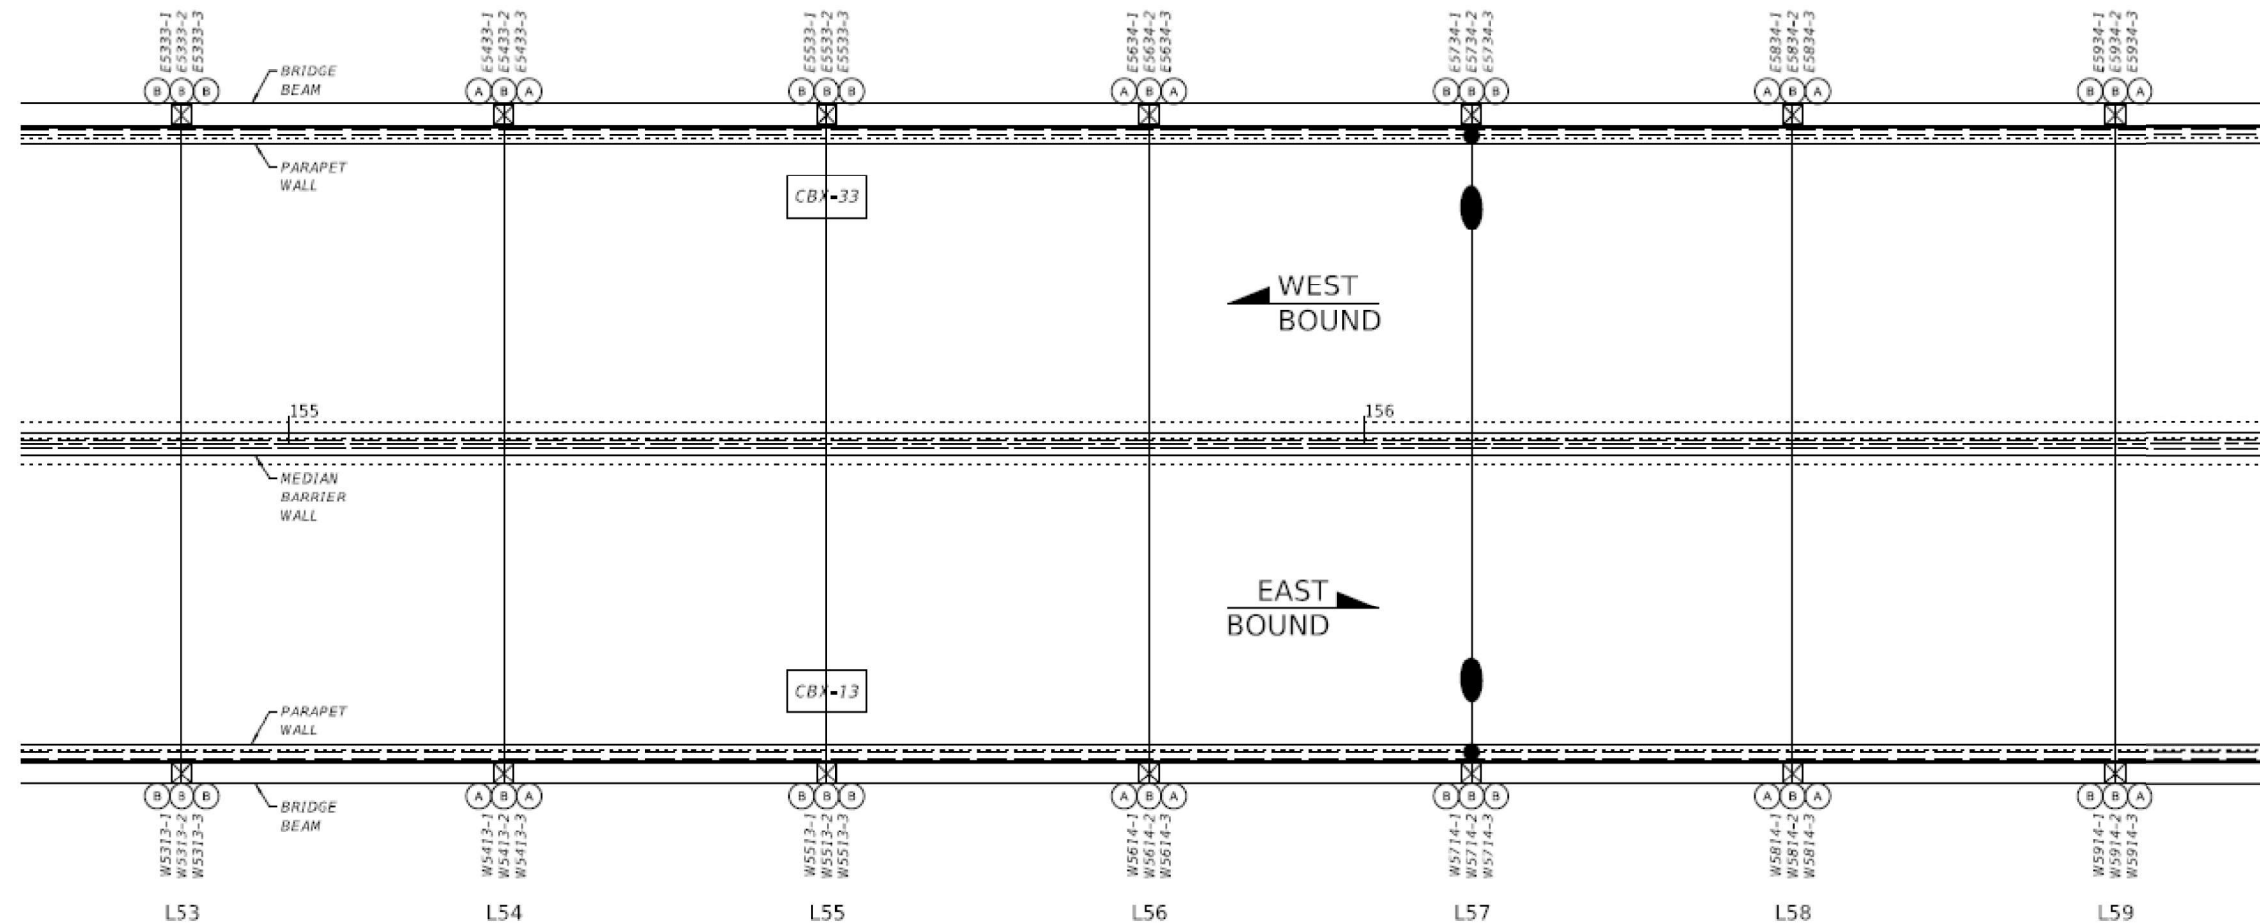 E5333-1
E5333-2
E5333-3
E5433-1
E5433-2
E5433-3
E5533-1
E5533-2
E5533-3
E5634-1
E5634-2
E5634-3
E5734-1
E5734-2
E5734-3
E5834-1
E5834-2
E5834-3
E5934-1
E5934-2
E5934-3
B B B
A B A
B B B
A B A
B B B
A B A
B B A
BRIDGE
BEAM
PARAPET
WALL
CBX-33
WEST
BOUND
155
156
MEDIAN
BARRIER
WALL
EAST
BOUND
CBX-13
PARAPET
WALL
BRIDGE
BEAM
B B B
A B A
B B B
A B A
B B B
A B A
B B A
W5313-1
W5313-2
W5313-3
W5413-1
W5413-2
W5413-3
W5513-1
W5513-2
W5513-3
W5614-1
W5614-2
W5614-3
W5714-1
W5714-2
W5714-3
W5814-1
W5814-2
W5814-3
W5914-1
W5914-2
W5914-3
L53
L54
L55
L56
L57
L58
L59